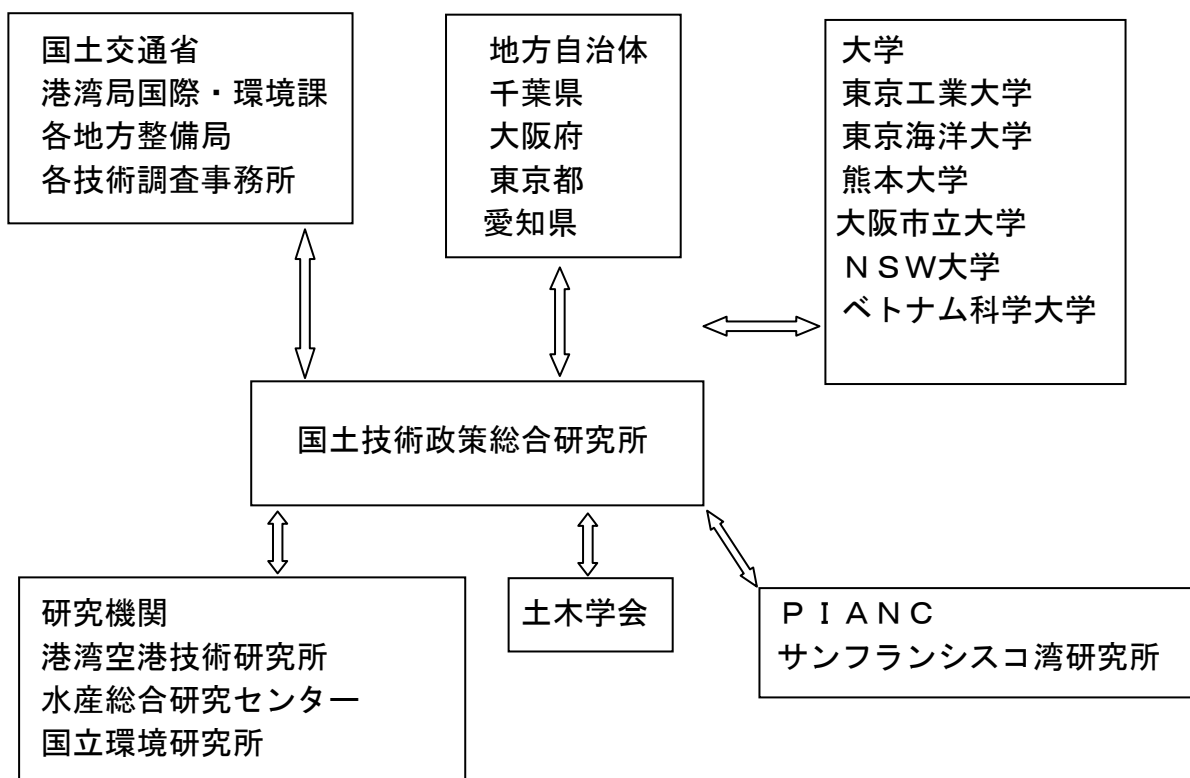 国土交通省
港湾局国際・環境課
各地方整備局
各技術調査事務所
地方自治体
千葉県
大阪府
東京都
愛知県
大学
東京工業大学
東京海洋大学
熊本大学
大阪市立大学
ＮＳＷ大学
ベトナム科学大学
国土技術政策総合研究所
研究機関
港湾空港技術研究所
水産総合研究センター
国立環境研究所
土木学会
ＰＩＡＮＣ
サンフランシスコ湾研究所